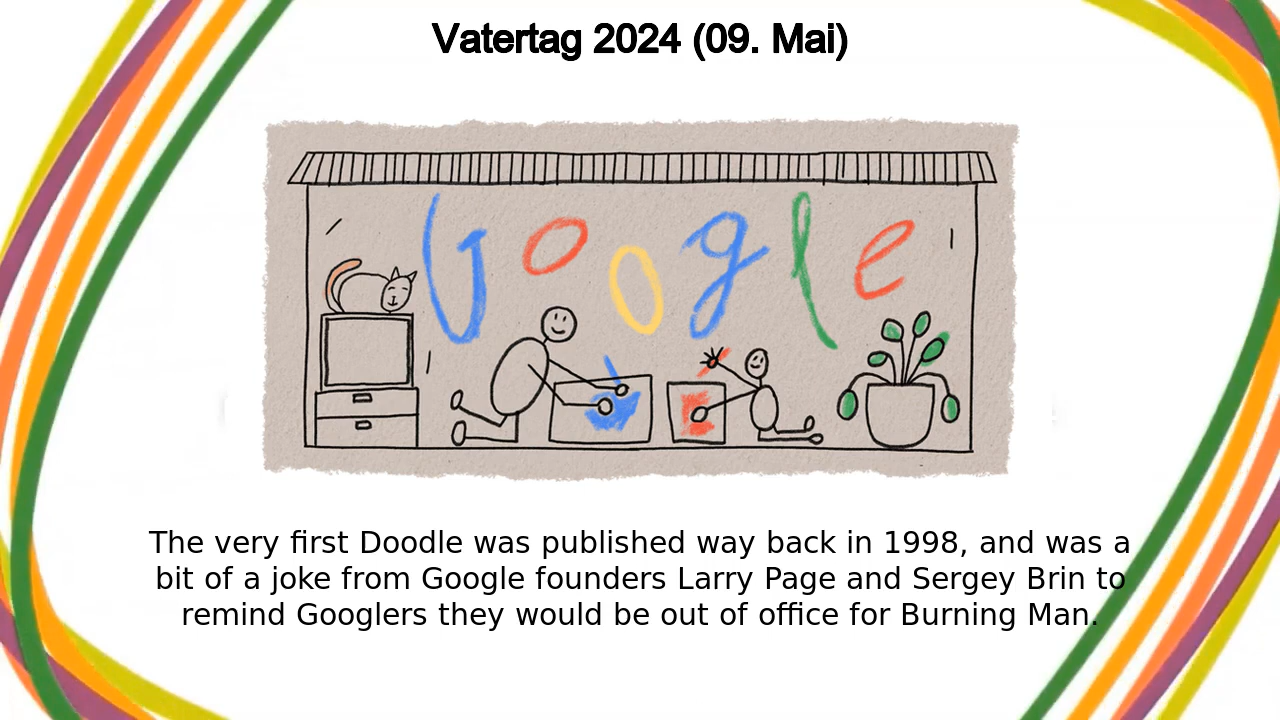 Vatertag 2024 (09. Mai)
Google
The very first Doodle was published way back in 1998, and was a
bit of a joke from Google founders Larry Page and Sergey Brin to
remind Googlers they would be out of office for Burning Man.